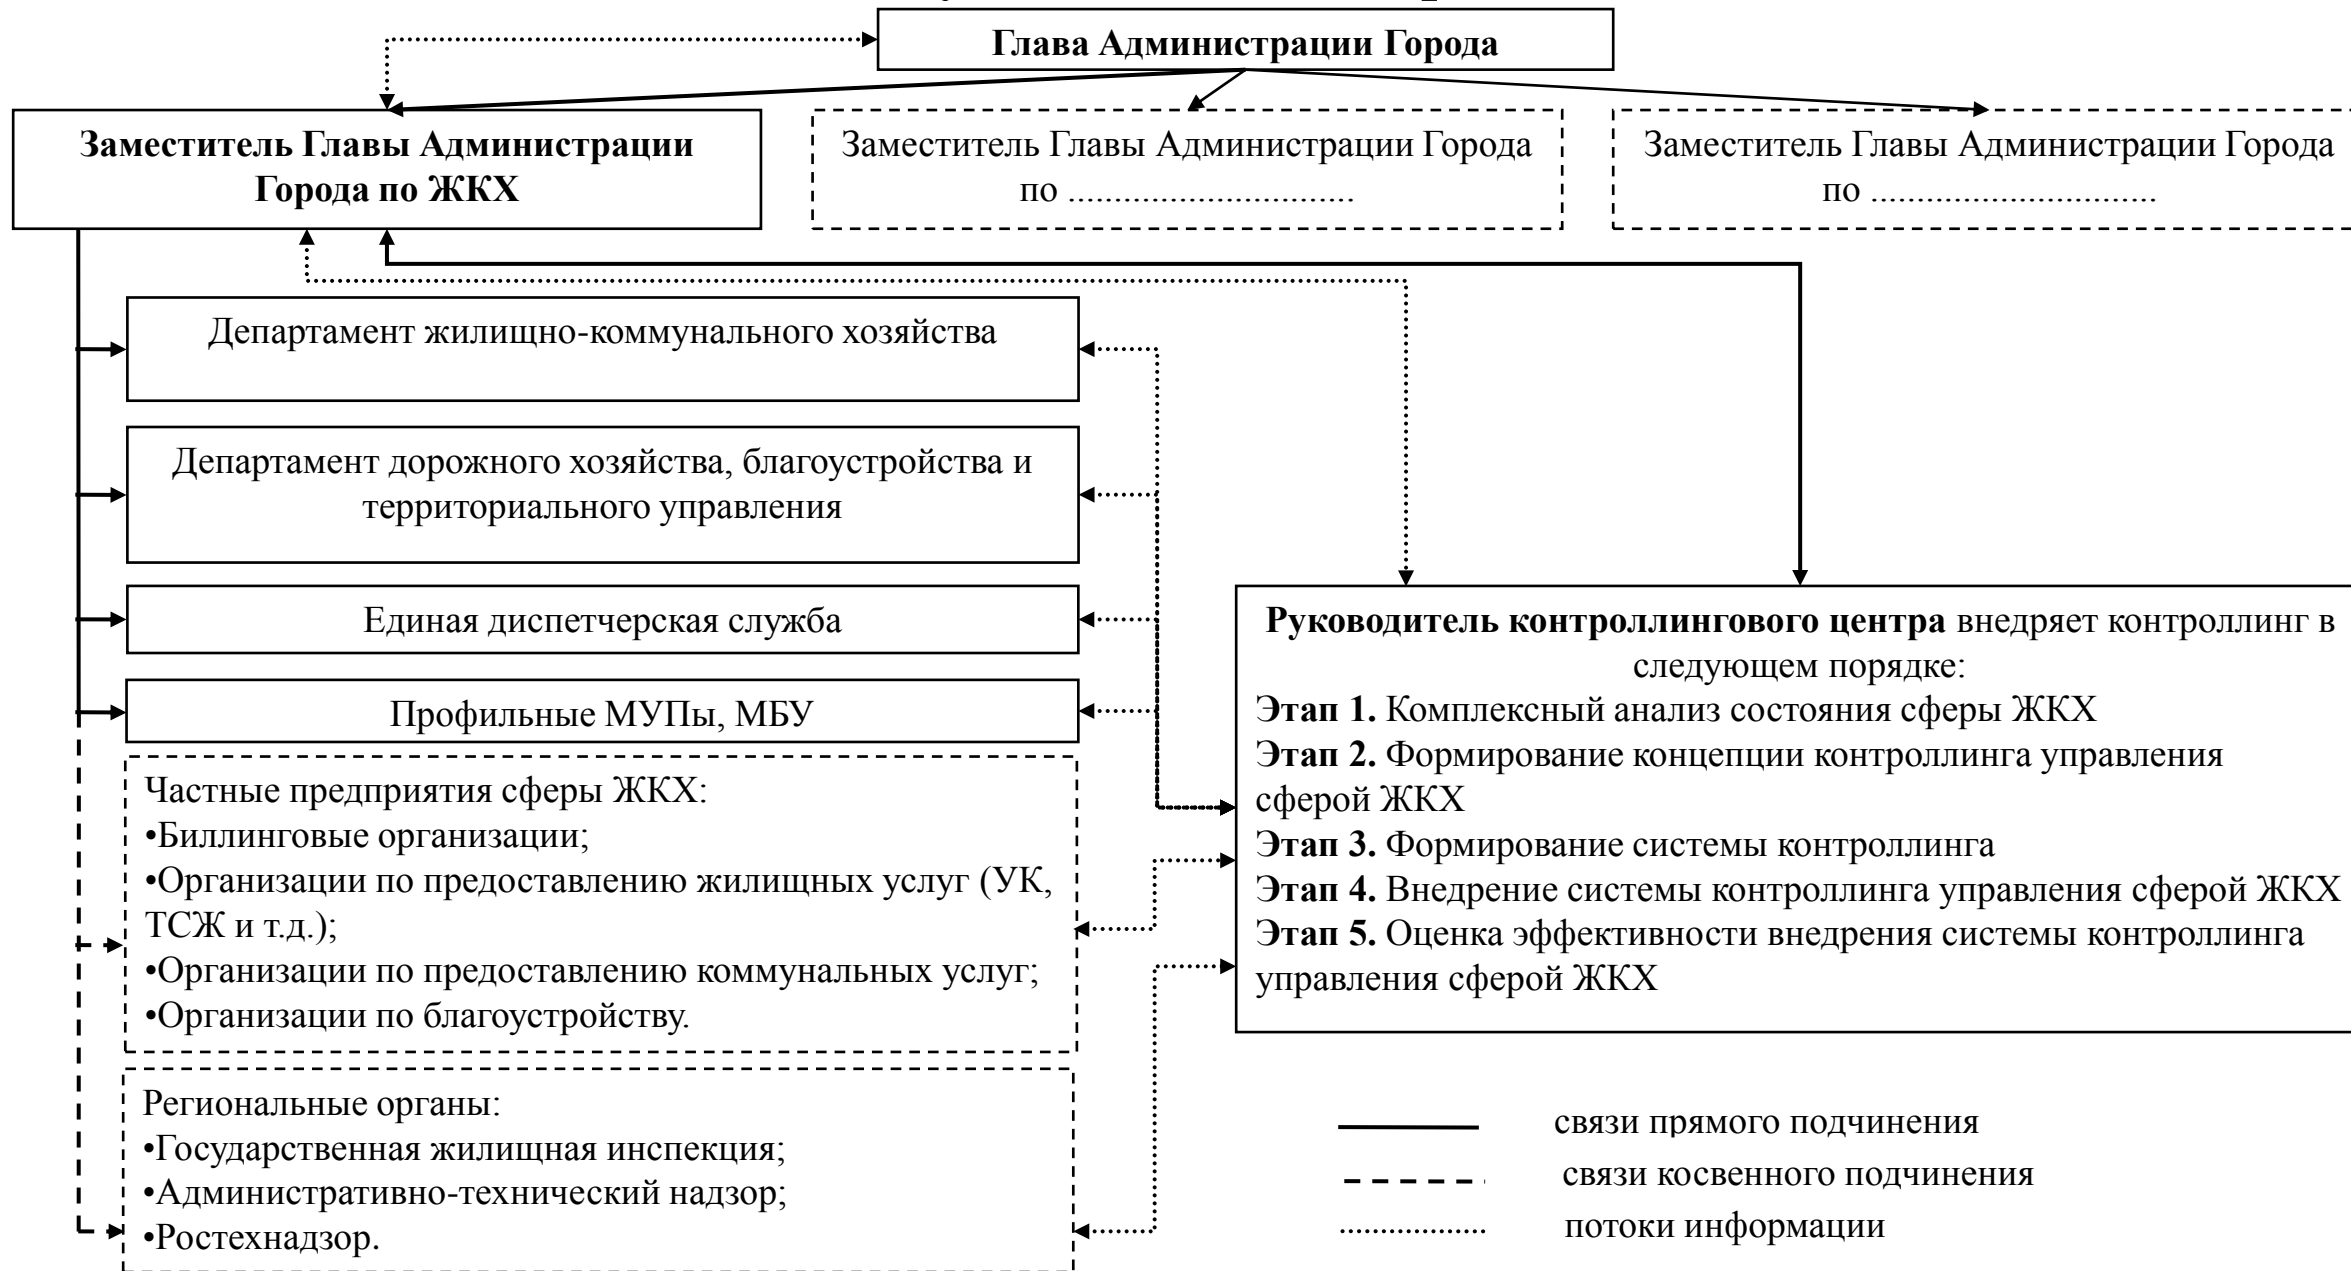 Глава Администрации Города
Заместитель Главы Администрации
Города по ЖКХ
Заместитель Главы Администрации Города
по ...............................
Заместитель Главы Администрации Города
по ...............................
Департамент жилищно-коммунального хозяйства
Департамент дорожного хозяйства, благоустройства и
территориального управления
Единая диспетчерская служба
Профильные МУПы, МБУ
Частные предприятия сферы ЖКХ:
•Биллинговые организации;
•Организации по предоставлению жилищных услуг (УК,
ТСЖ и т.д.);
•Организации по предоставлению коммунальных услуг;
•Организации по благоустройству.
Региональные органы:
•Государственная жилищная инспекция;
•Административно-технический надзор;
•Ростехнадзор.
Руководитель контроллингового центра внедряет контроллинг в
следующем порядке:
Этап 1. Комплексный анализ состояния сферы ЖКХ
Этап 2. Формирование концепции контроллинга управления
сферой ЖКХ
Этап 3. Формирование системы контроллинга
Этап 4. Внедрение системы контроллинга управления сферой ЖКХ
Этап 5. Оценка эффективности внедрения системы контроллинга
управления сферой ЖКХ
связи прямого подчинения
связи косвенного подчинения
потоки информации